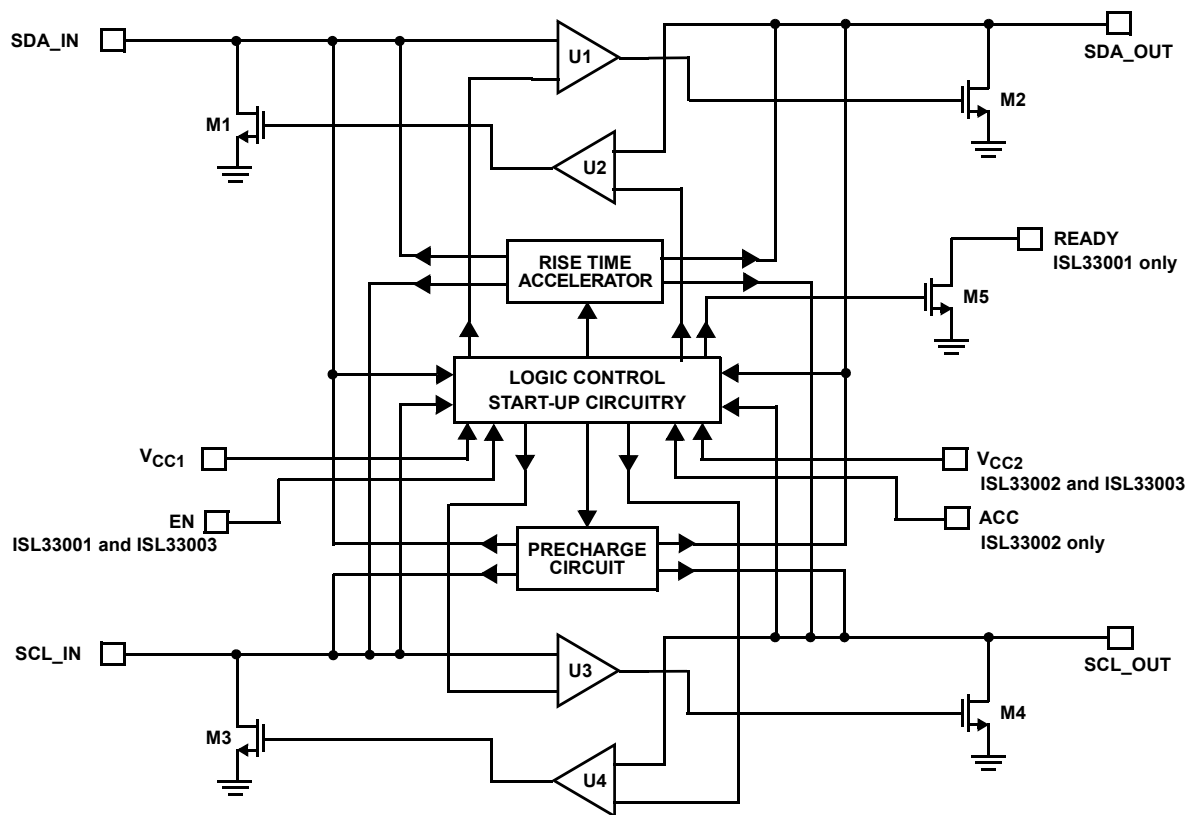 SDA_IN
U1
SDA_OUT
M1
M2
U2
READY
ISL33001 only
RISE TIME
ACCELERATOR
M5
LOGIC CONTROL
START-UP CIRCUITRY
VCC1
VCC2
ISL33002 and ISL33003
EN
ISL33001 and ISL33003
ACC
ISL33002 only
PRECHARGE
CIRCUIT
SCL_IN
U3
SCL_OUT
M3
M4
U4